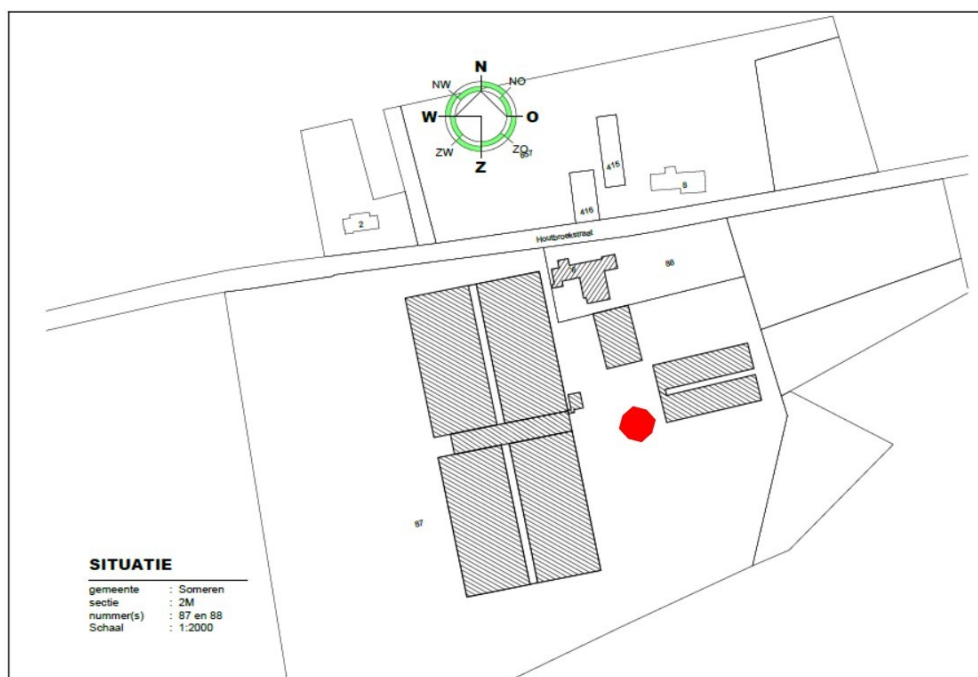 N
NW NO
W O
ZW ZO
Z
857
415
416
8
2
Houtbroekstraat
6
88
87
SITUATIE
gemeente : Someren
sectie : 2M
nummer(s) : 87 en 88
Schaal : 1:2000